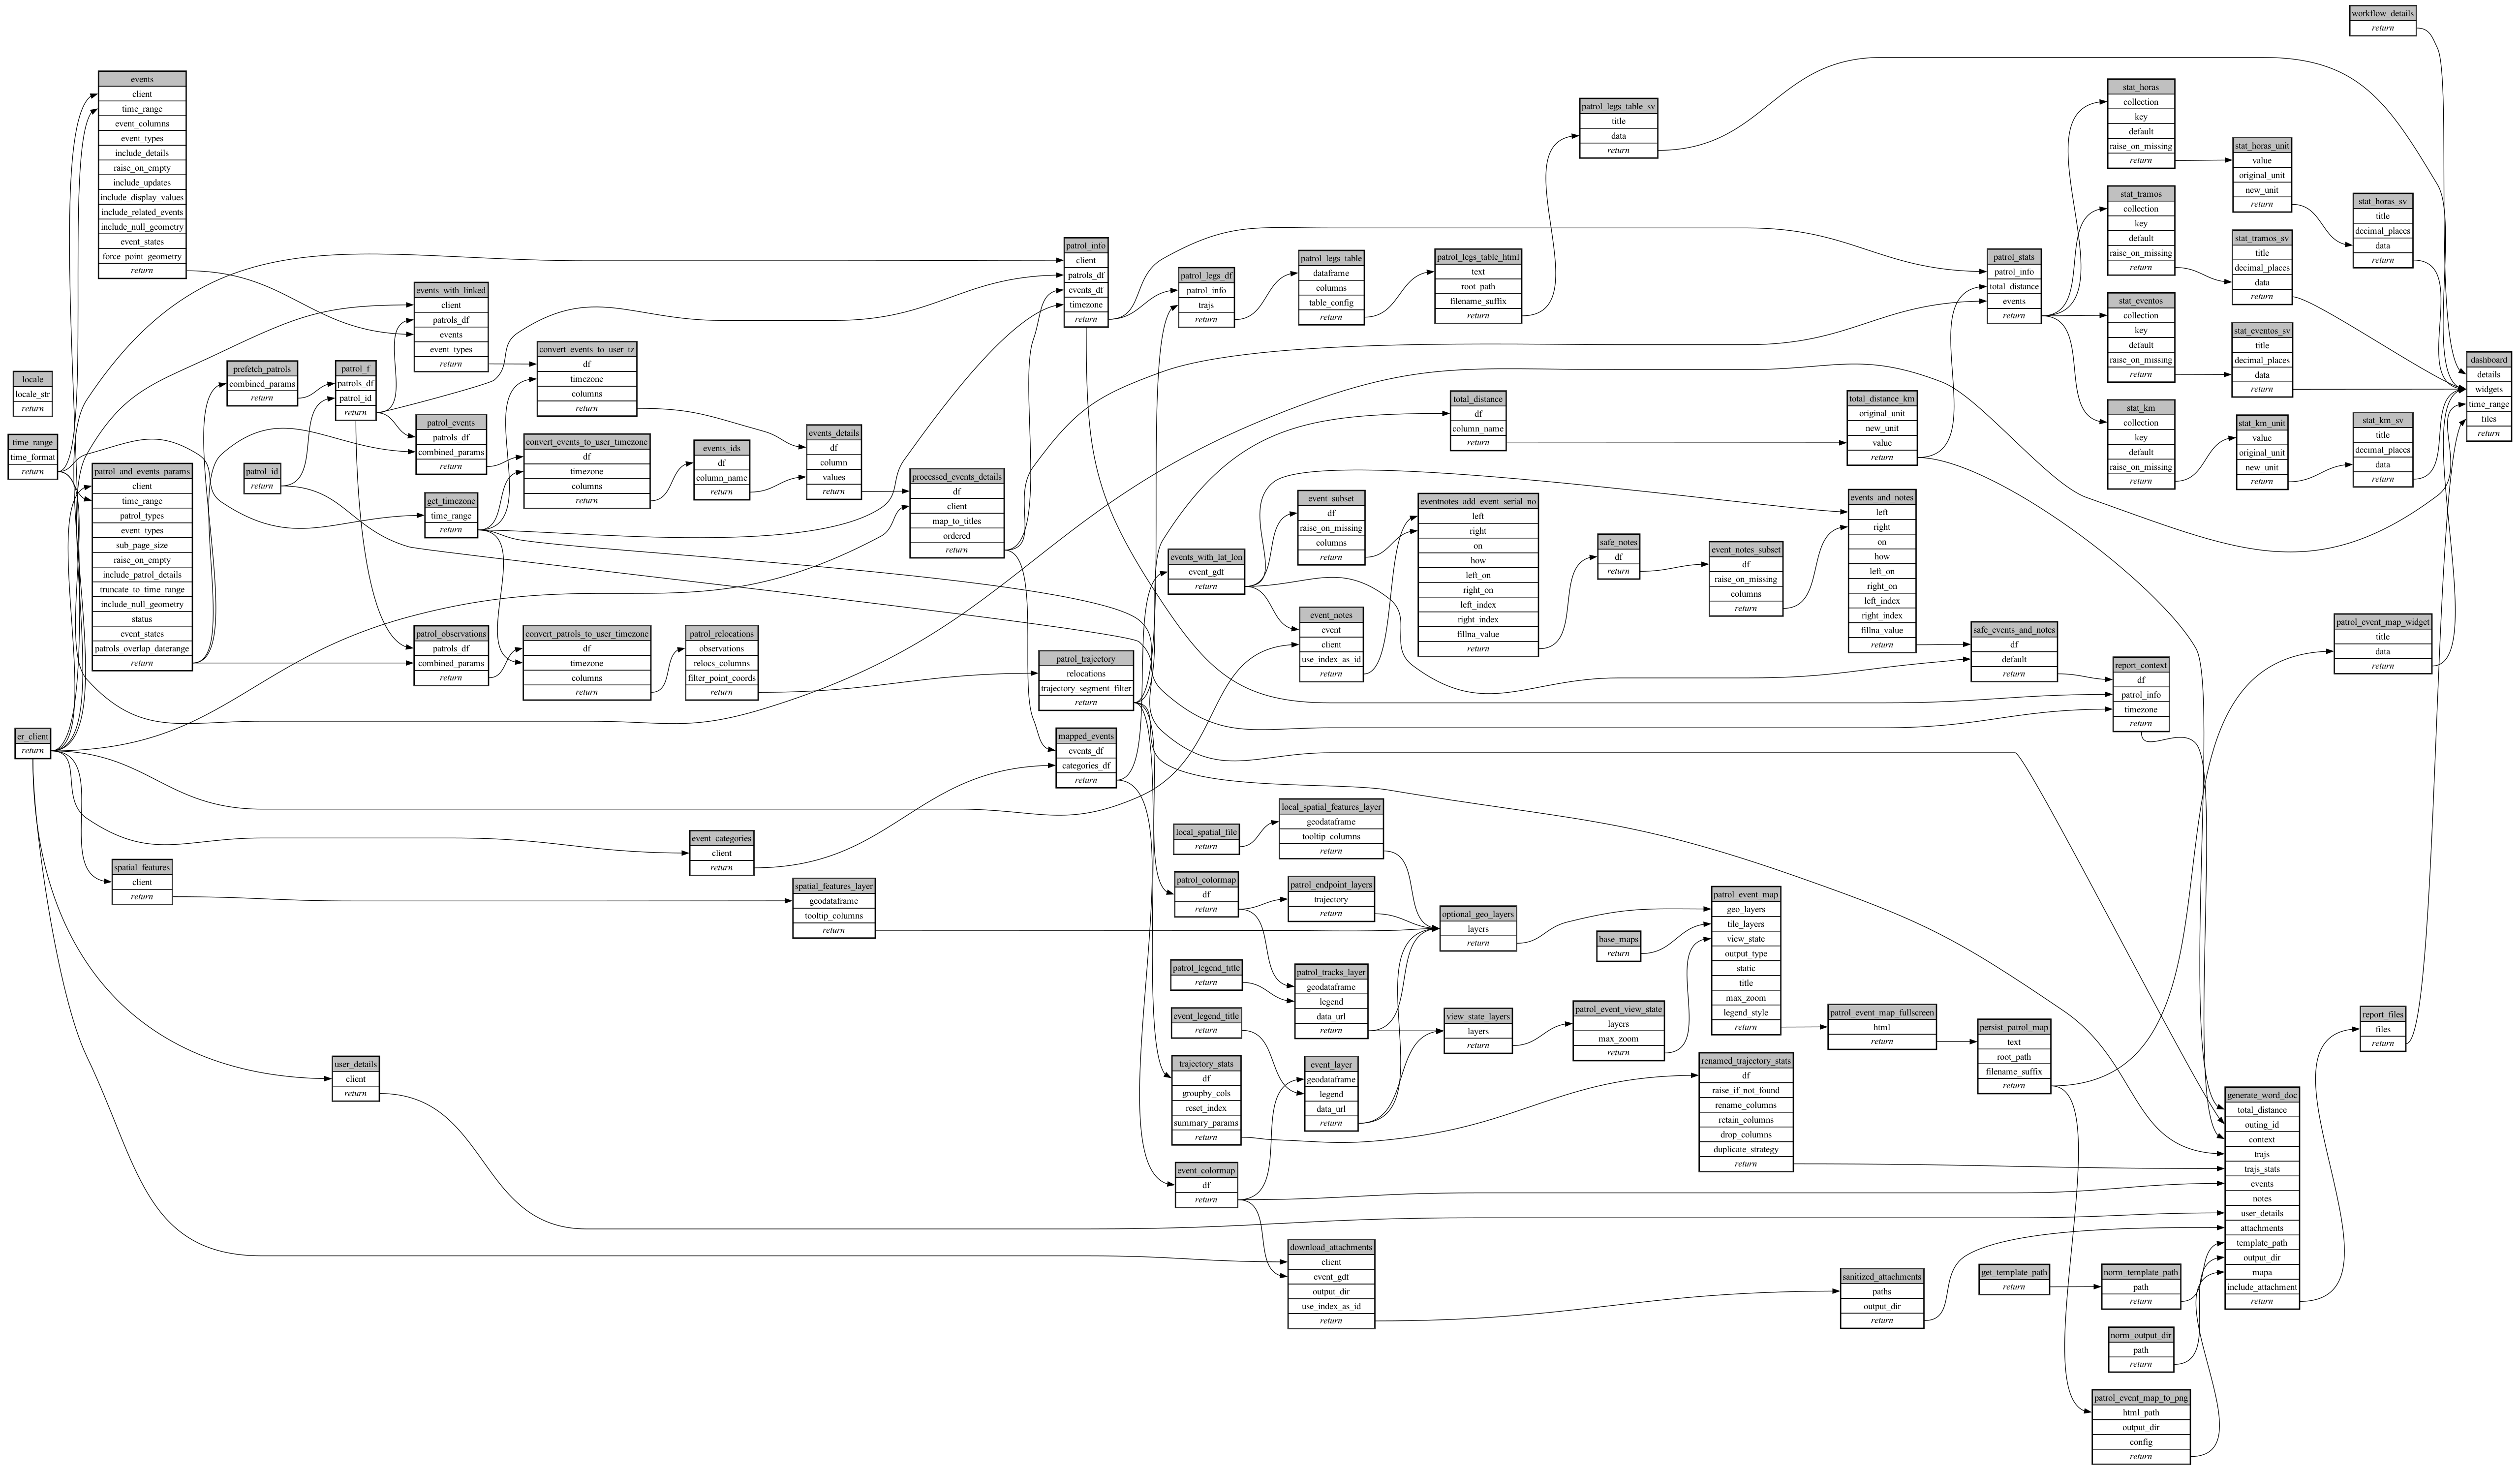 workflow_details
return
events
client
time_range
event_columns
event_types
include_details
raise_on_empty
include_updates
include_display_values
include_related_events
include_null_geometry
event_states
force_point_geometry
return
locale
locale_str
return
time_range
time_format
return
patrol_and_events_params
client
time_range
patrol_types
event_types
sub_page_size
raise_on_empty
include_patrol_details
truncate_to_time_range
include_null_geometry
status
event_states
patrols_overlap_daterange
return
er_client
return
spatial_features
client
return
prefetch_patrols
combined_params
return
patrol_id
return
patrol_f
patrols_df
patrol_id
return
user_details
client
return
events_with_linked
client
patrols_df
events
event_types
return
patrol_events
patrols_df
combined_params
return
get_timezone
time_range
return
patrol_observations
patrols_df
combined_params
return
convert_events_to_user_tz
df
timezone
columns
return
convert_events_to_user_timezone
df
timezone
columns
return
convert_patrols_to_user_timezone
df
timezone
columns
return
events_ids
df
column_name
return
patrol_relocations
observations
relocs_columns
filter_point_coords
return
event_categories
client
return
events_details
df
column
values
return
spatial_features_layer
geodataframe
tooltip_columns
return
processed_events_details
df
client
map_to_titles
ordered
return
patrol_info
client
patrols_df
events_df
timezone
return
patrol_trajectory
relocations
trajectory_segment_filter
return
mapped_events
events_df
categories_df
return
patrol_legs_df
patrol_info
trajs
return
events_with_lat_lon
event_gdf
return
local_spatial_file
return
patrol_colormap
df
return
patrol_legend_title
return
event_legend_title
return
trajectory_stats
df
groupby_cols
reset_index
summary_params
return
event_colormap
df
return
patrol_legs_table
dataframe
columns
table_config
return
event_subset
df
raise_on_missing
columns
return
event_notes
event
client
use_index_as_id
return
local_spatial_features_layer
geodataframe
tooltip_columns
return
patrol_endpoint_layers
trajectory
return
patrol_tracks_layer
geodataframe
legend
data_url
return
event_layer
geodataframe
legend
data_url
return
download_attachments
client
event_gdf
output_dir
use_index_as_id
return
patrol_legs_table_html
text
root_path
filename_suffix
return
total_distance
df
column_name
return
eventnotes_add_event_serial_no
left
right
on
how
left_on
right_on
left_index
right_index
fillna_value
return
optional_geo_layers
layers
return
view_state_layers
layers
return
patrol_legs_table_sv
title
data
return
safe_notes
df
return
base_maps
return
patrol_event_view_state
layers
max_zoom
return
event_notes_subset
df
raise_on_missing
columns
return
patrol_event_map
geo_layers
tile_layers
view_state
output_type
static
title
max_zoom
legend_style
return
renamed_trajectory_stats
df
raise_if_not_found
rename_columns
retain_columns
drop_columns
duplicate_strategy
return
total_distance_km
original_unit
new_unit
value
return
events_and_notes
left
right
on
how
left_on
right_on
left_index
right_index
fillna_value
return
patrol_event_map_fullscreen
html
return
sanitized_attachments
paths
output_dir
return
patrol_stats
patrol_info
total_distance
events
return
safe_events_and_notes
df
default
return
persist_patrol_map
text
root_path
filename_suffix
return
get_template_path
return
stat_horas
collection
key
default
raise_on_missing
return
stat_tramos
collection
key
default
raise_on_missing
return
stat_eventos
collection
key
default
raise_on_missing
return
stat_km
collection
key
default
raise_on_missing
return
report_context
df
patrol_info
timezone
return
norm_template_path
path
return
norm_output_dir
path
return
patrol_event_map_to_png
html_path
output_dir
config
return
stat_horas_unit
value
original_unit
new_unit
return
stat_tramos_sv
title
decimal_places
data
return
stat_eventos_sv
title
decimal_places
data
return
stat_km_unit
value
original_unit
new_unit
return
generate_word_doc
total_distance
outing_id
context
trajs
trajs_stats
events
notes
user_details
attachments
template_path
output_dir
mapa
include_attachment
return
stat_horas_sv
title
decimal_places
data
return
stat_km_sv
title
decimal_places
data
return
patrol_event_map_widget
title
data
return
report_files
files
return
dashboard
details
widgets
time_range
files
return